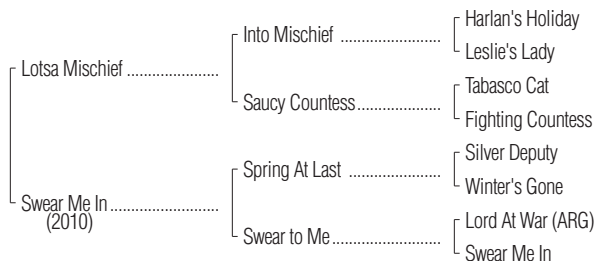 Harlan's Holiday
Into Mischief ....................
Leslie's Lady
Lotsa Mischief .......................
Tabasco Cat
Saucy Countess.....................
Fighting Countess
Silver Deputy
Spring At Last ......................
Winter's Gone
Swear Me In...........................
(2010)
Lord At War (ARG)
Swear to Me...........................
Swear Me In